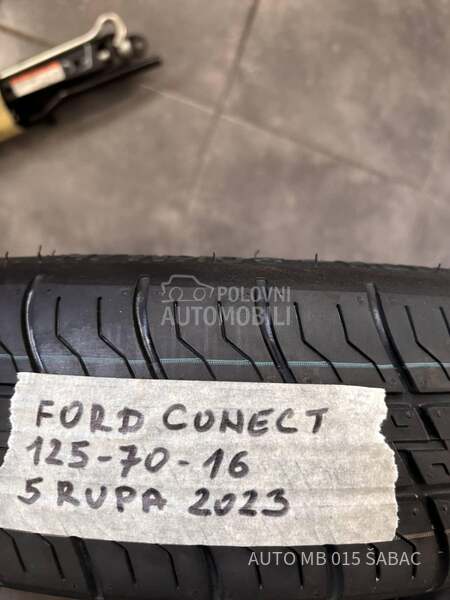 POLOVNI
AUTOMOBILI
FORD CONECT
125-70-16
5 RUPA 2023
AUTO MB 015 ŠABAC